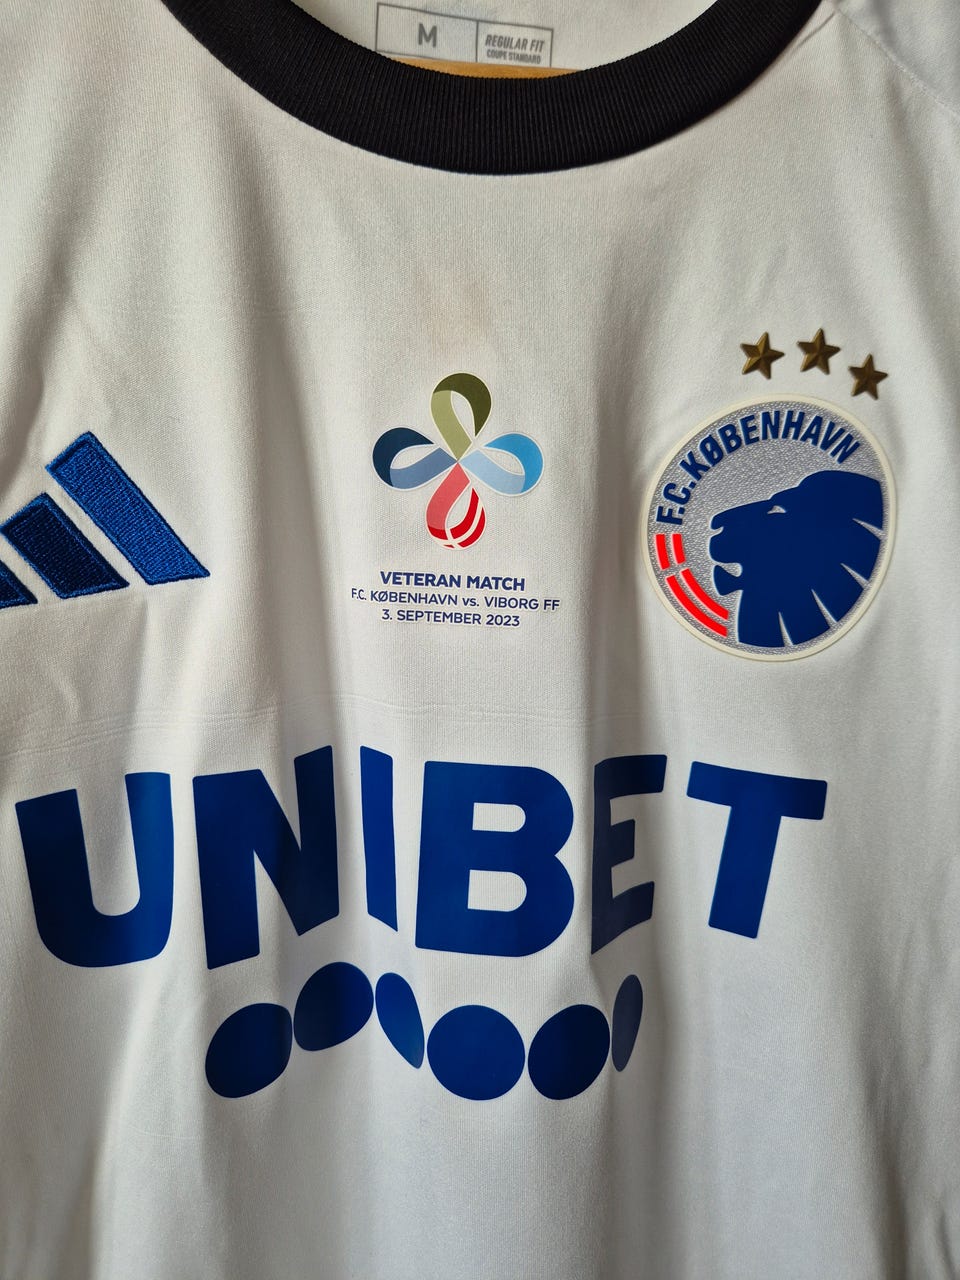 M
REGULAR FIT
COUPE STANDARD
F.C. KØBENHAVN
VETERAN MATCH
F.C. KØBENHAVN vs. VIBORG FF
3. SEPTEMBER 2023
UNIBET